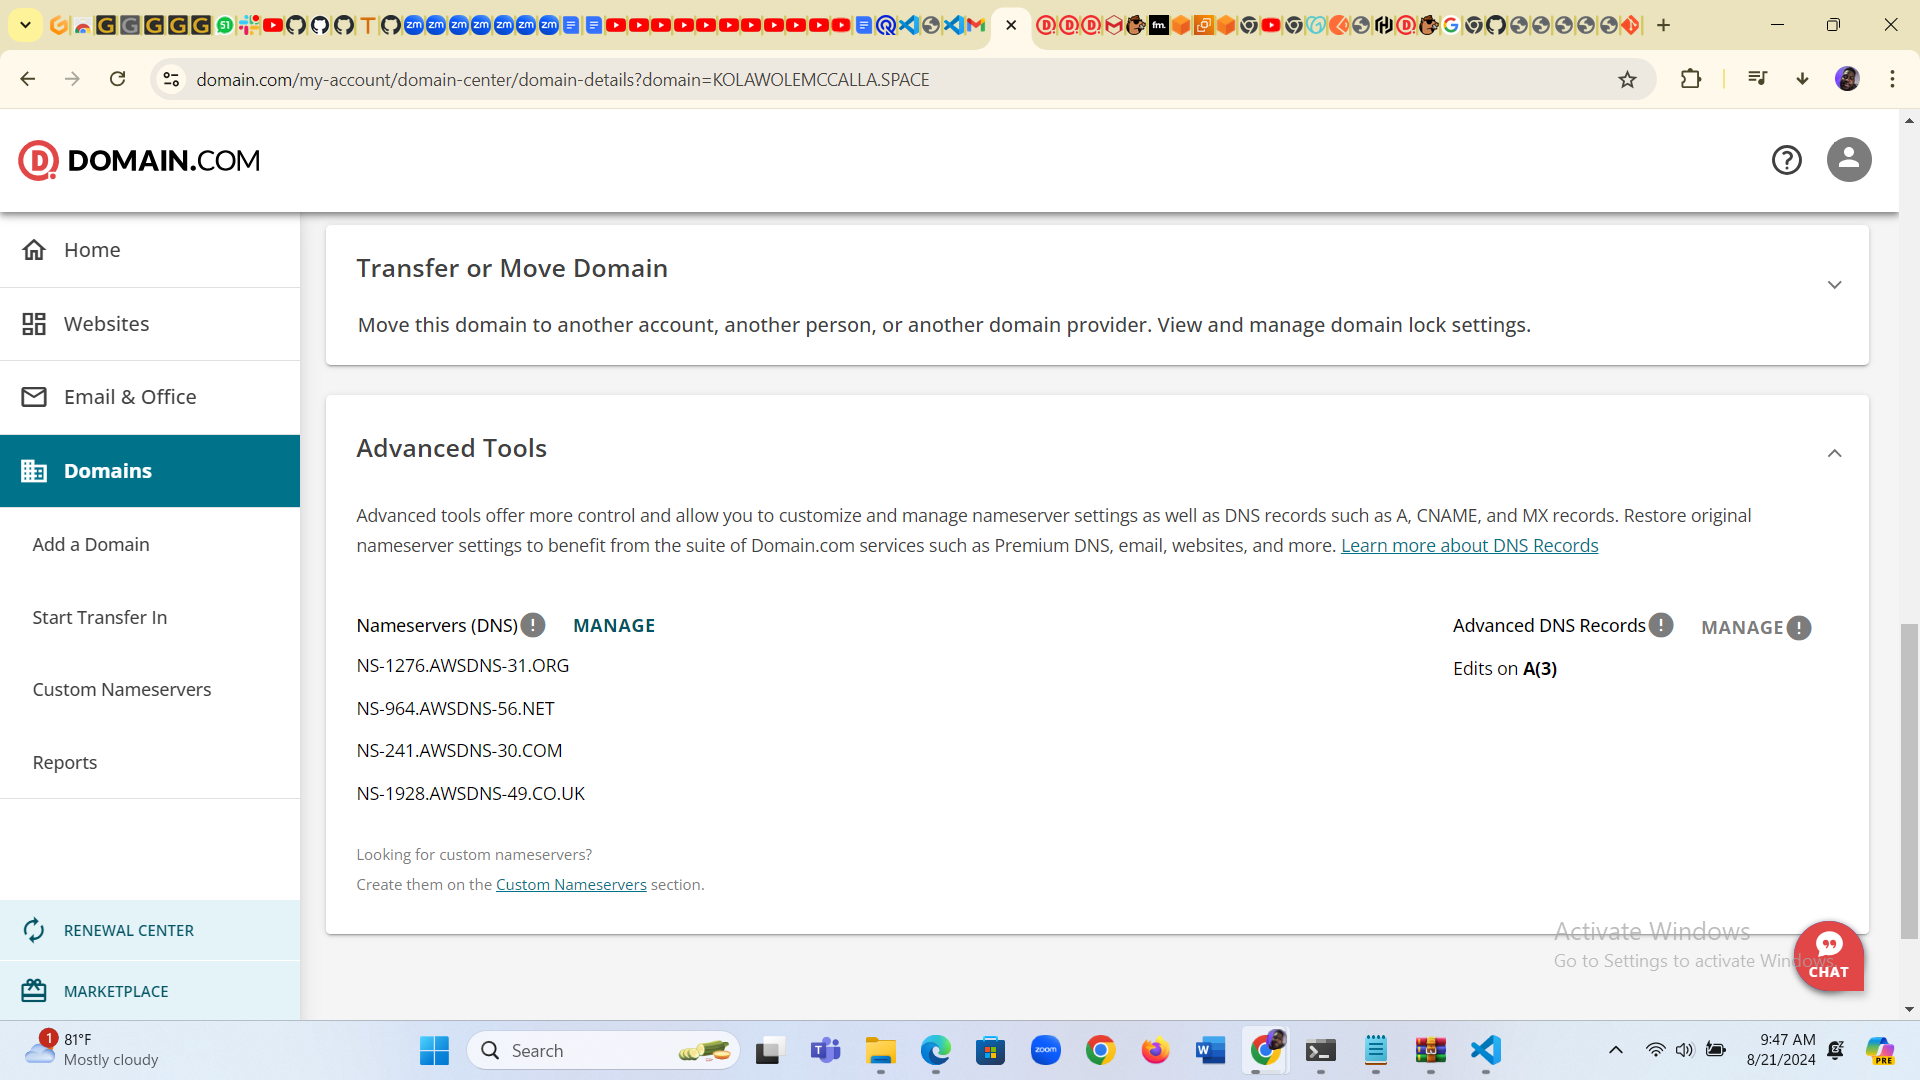 domain.com/my-account/domain-center/domain-details?domain=KOLAWOLEMCCALLA.SPACE
DOMAIN.COM
Home
Websites
Email & Office
Domains
Add a Domain
Start Transfer In
Custom Nameservers
Reports
RENEWAL CENTER
MARKETPLACE
Transfer or Move Domain
Move this domain to another account, another person, or another domain provider. View and manage domain lock settings.
Advanced Tools
Advanced tools offer more control and allow you to customize and manage nameserver settings as well as DNS records such as A, CNAME, and MX records. Restore original
nameserver settings to benefit from the suite of Domain.com services such as Premium DNS, email, websites, and more. Learn more about DNS Records
Nameservers (DNS) ! MANAGE
NS-1276.AWSDNS-31.ORG
NS-964.AWSDNS-56.NET
NS-241.AWSDNS-30.COM
NS-1928.AWSDNS-49.CO.UK
Advanced DNS Records ! MANAGE !
Edits on A(3)
Looking for custom nameservers?
Create them on the Custom Nameservers section.
Activate Windows
Go to Settings to activate Windows.
CHAT
1
81°F
Mostly cloudy
Search
zoom
9:47 AM
8/21/2024
PRE